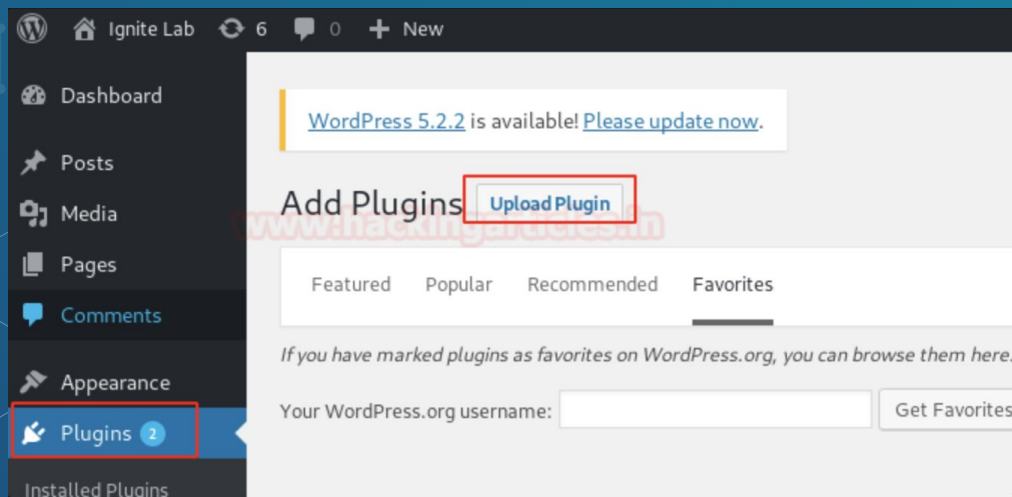 Ignite Lab 6 0 + New
Dashboard
Posts
Media
Pages
Comments
Appearance
Plugins 2
Installed Plugins
WordPress 5.2.2 is available! Please update now.
Add Plugins Upload Plugin
www.hackingarticles.in
Featured Popular Recommended Favorites
If you have marked plugins as favorites on WordPress.org, you can browse them here.
Your WordPress.org username: Get Favorites